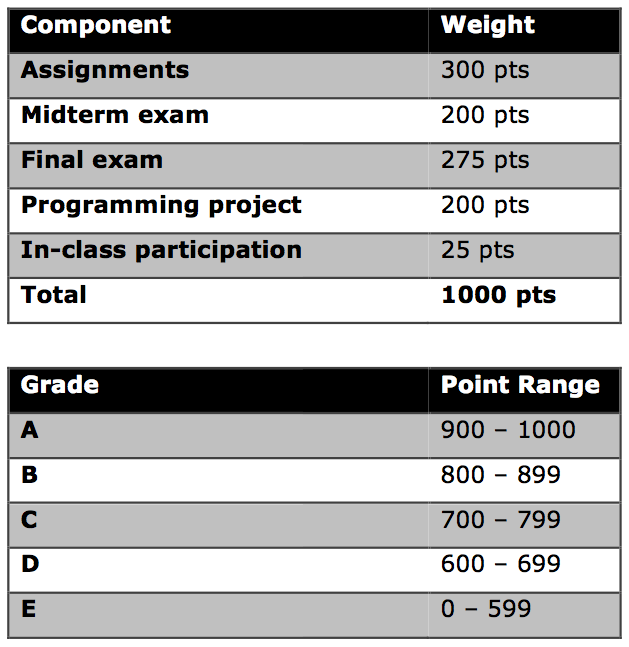 Component Weight
Assignments 300 pts
Midterm exam 200 pts
Final exam 275 pts
Programming project 200 pts
In-class participation 25 pts
Total 1000 pts
Grade Point Range
A 900 – 1000
B 800 – 899
C 700 – 799
D 600 – 699
E 0 – 599